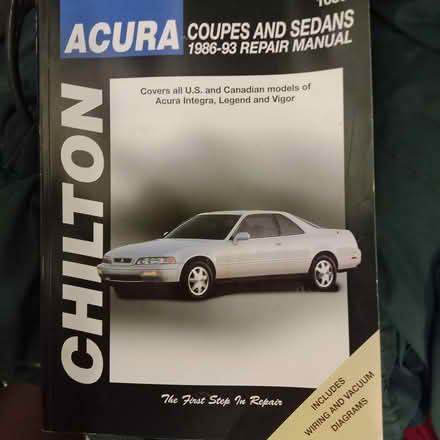 ACURA
COUPES AND SEDANS
1986-93 REPAIR MANUAL
Covers all U.S. and Canadian models of
Acura Integra, Legend and Vigor
CHILTON
The First Step In Repair
INCLUDES
WIRING AND VACUUM
DIAGRAMS